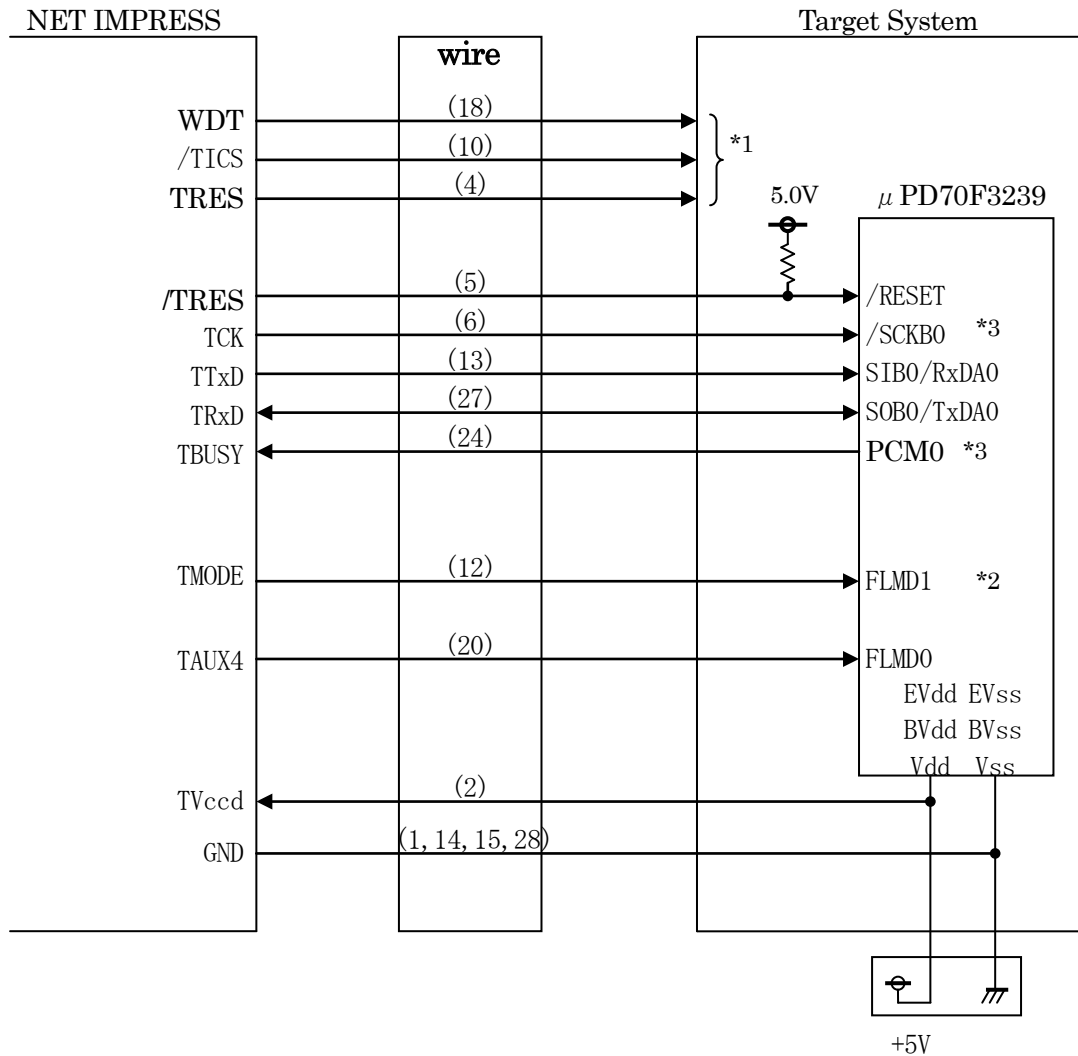 NET IMPRESS
Target System
wire
WDT (18)
/TICS (10)
*1
TRES (4)
5.0V
μ PD70F3239
/TRES (5) /RESET
TCK (6) /SCKB0 *3
TTxD (13) SIB0/RxDA0
TRxD (27) SOB0/TxDA0
TBUSY (24) PCM0 *3
TMODE (12) FLMD1 *2
TAUX4 (20) FLMD0
EVdd EVss
BVdd BVss
Vdd Vss
TVccd (2)
GND (1, 14, 15, 28)
+5V